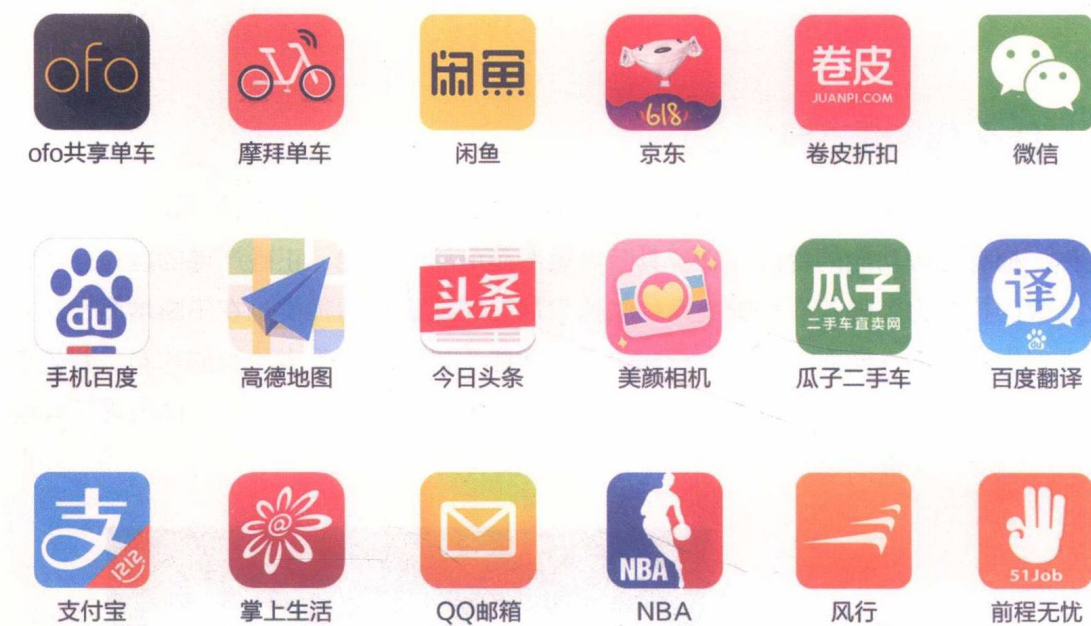 ofo
闲鱼
618
卷皮
JUANPI.COM
ofo共享单车 摩拜单车 闲鱼 京东 卷皮折扣 微信
du
头条
瓜子
二手车直卖网
译
du
手机百度 高德地图 今日头条 美颜相机 瓜子二手车 百度翻译
支
1212
NBA
51Job
支付宝 掌上生活 QQ邮箱 NBA 风行 前程无忧